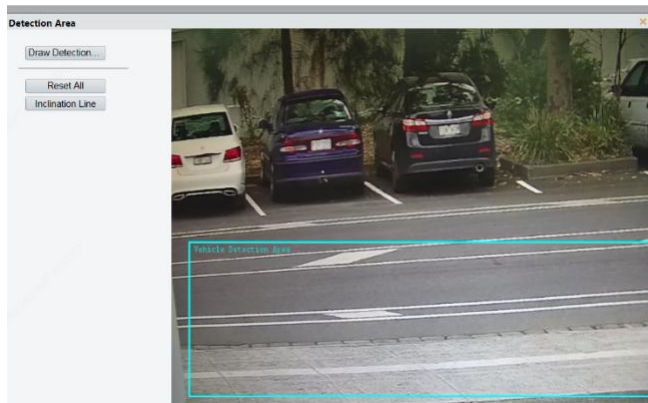 Detection Area
Draw Detection...
Reset All
Inclination Line
Vehicle Detection Area